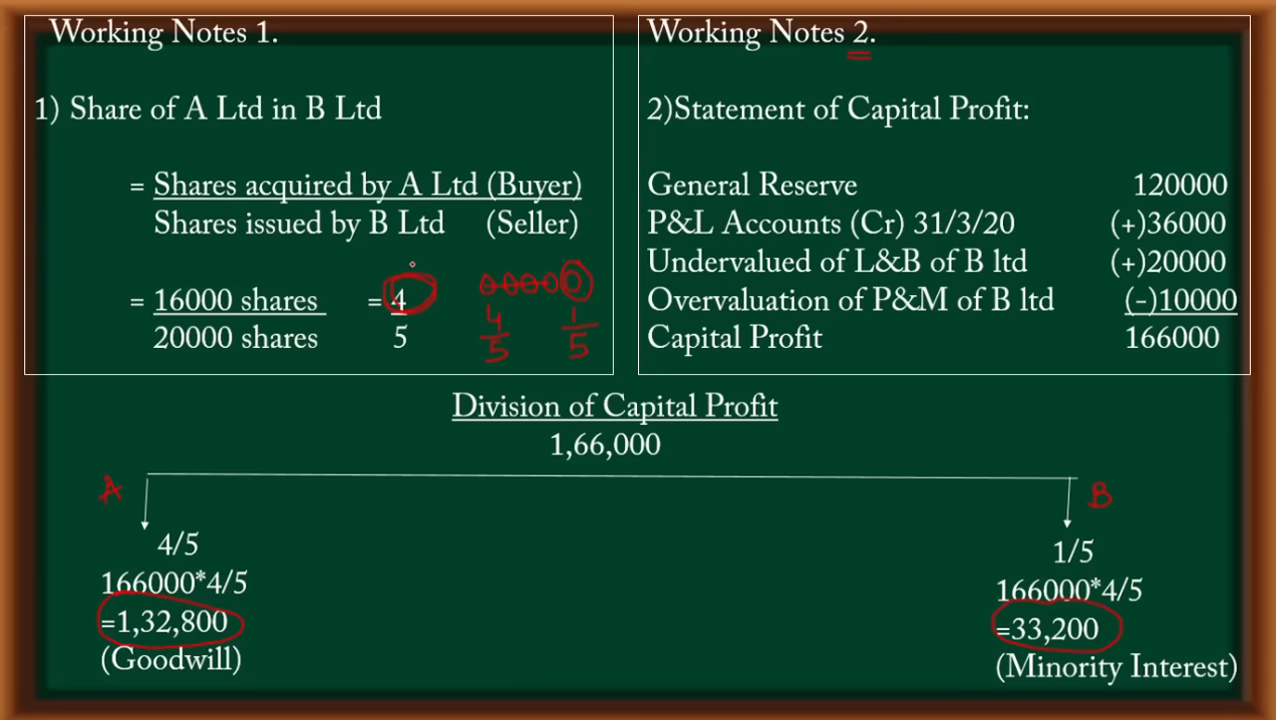 Working Notes 1.
1) Share of A Ltd in B Ltd
= Shares acquired by A Ltd (Buyer)
Shares issued by B Ltd (Seller)
= 16000 shares = 4
20000 shares 5
4 1
5 5
Working Notes 2.
2)Statement of Capital Profit:
General Reserve 120000
P&L Accounts (Cr) 31/3/20 (+)36000
Undervalued of L&B of B ltd (+)20000
Overvaluation of P&M of B ltd (-)10000
Capital Profit 166000
Division of Capital Profit
1,66,000
A
4/5
166000*4/5
=1,32,800
(Goodwill)
B
1/5
166000*4/5
=33,200
(Minority Interest)